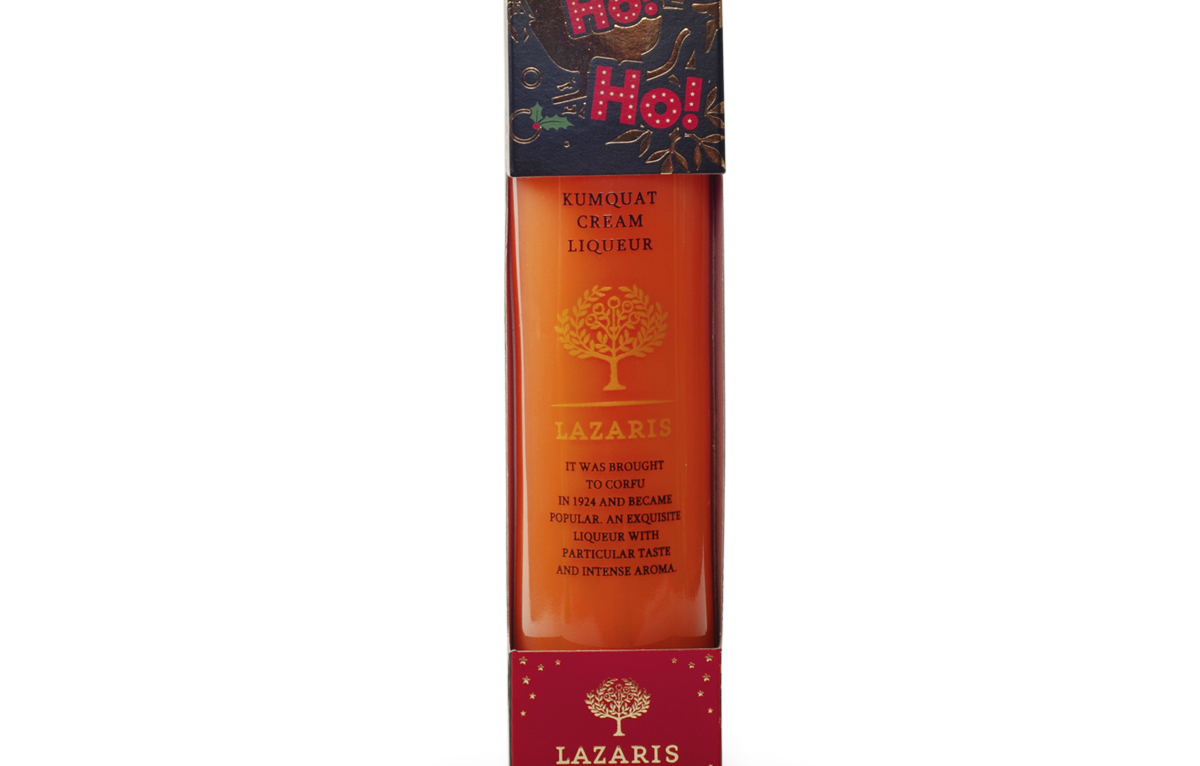 Ho!
Ho!
KUMQUAT
CREAM
LIQUEUR
LAZARIS
IT WAS BROUGHT
TO CORFU
IN 1924 AND BECAME
POPULAR. AN EXQUISITE
LIQUEUR WITH
PARTICULAR TASTE
AND INTENSE AROMA.
LAZARIS